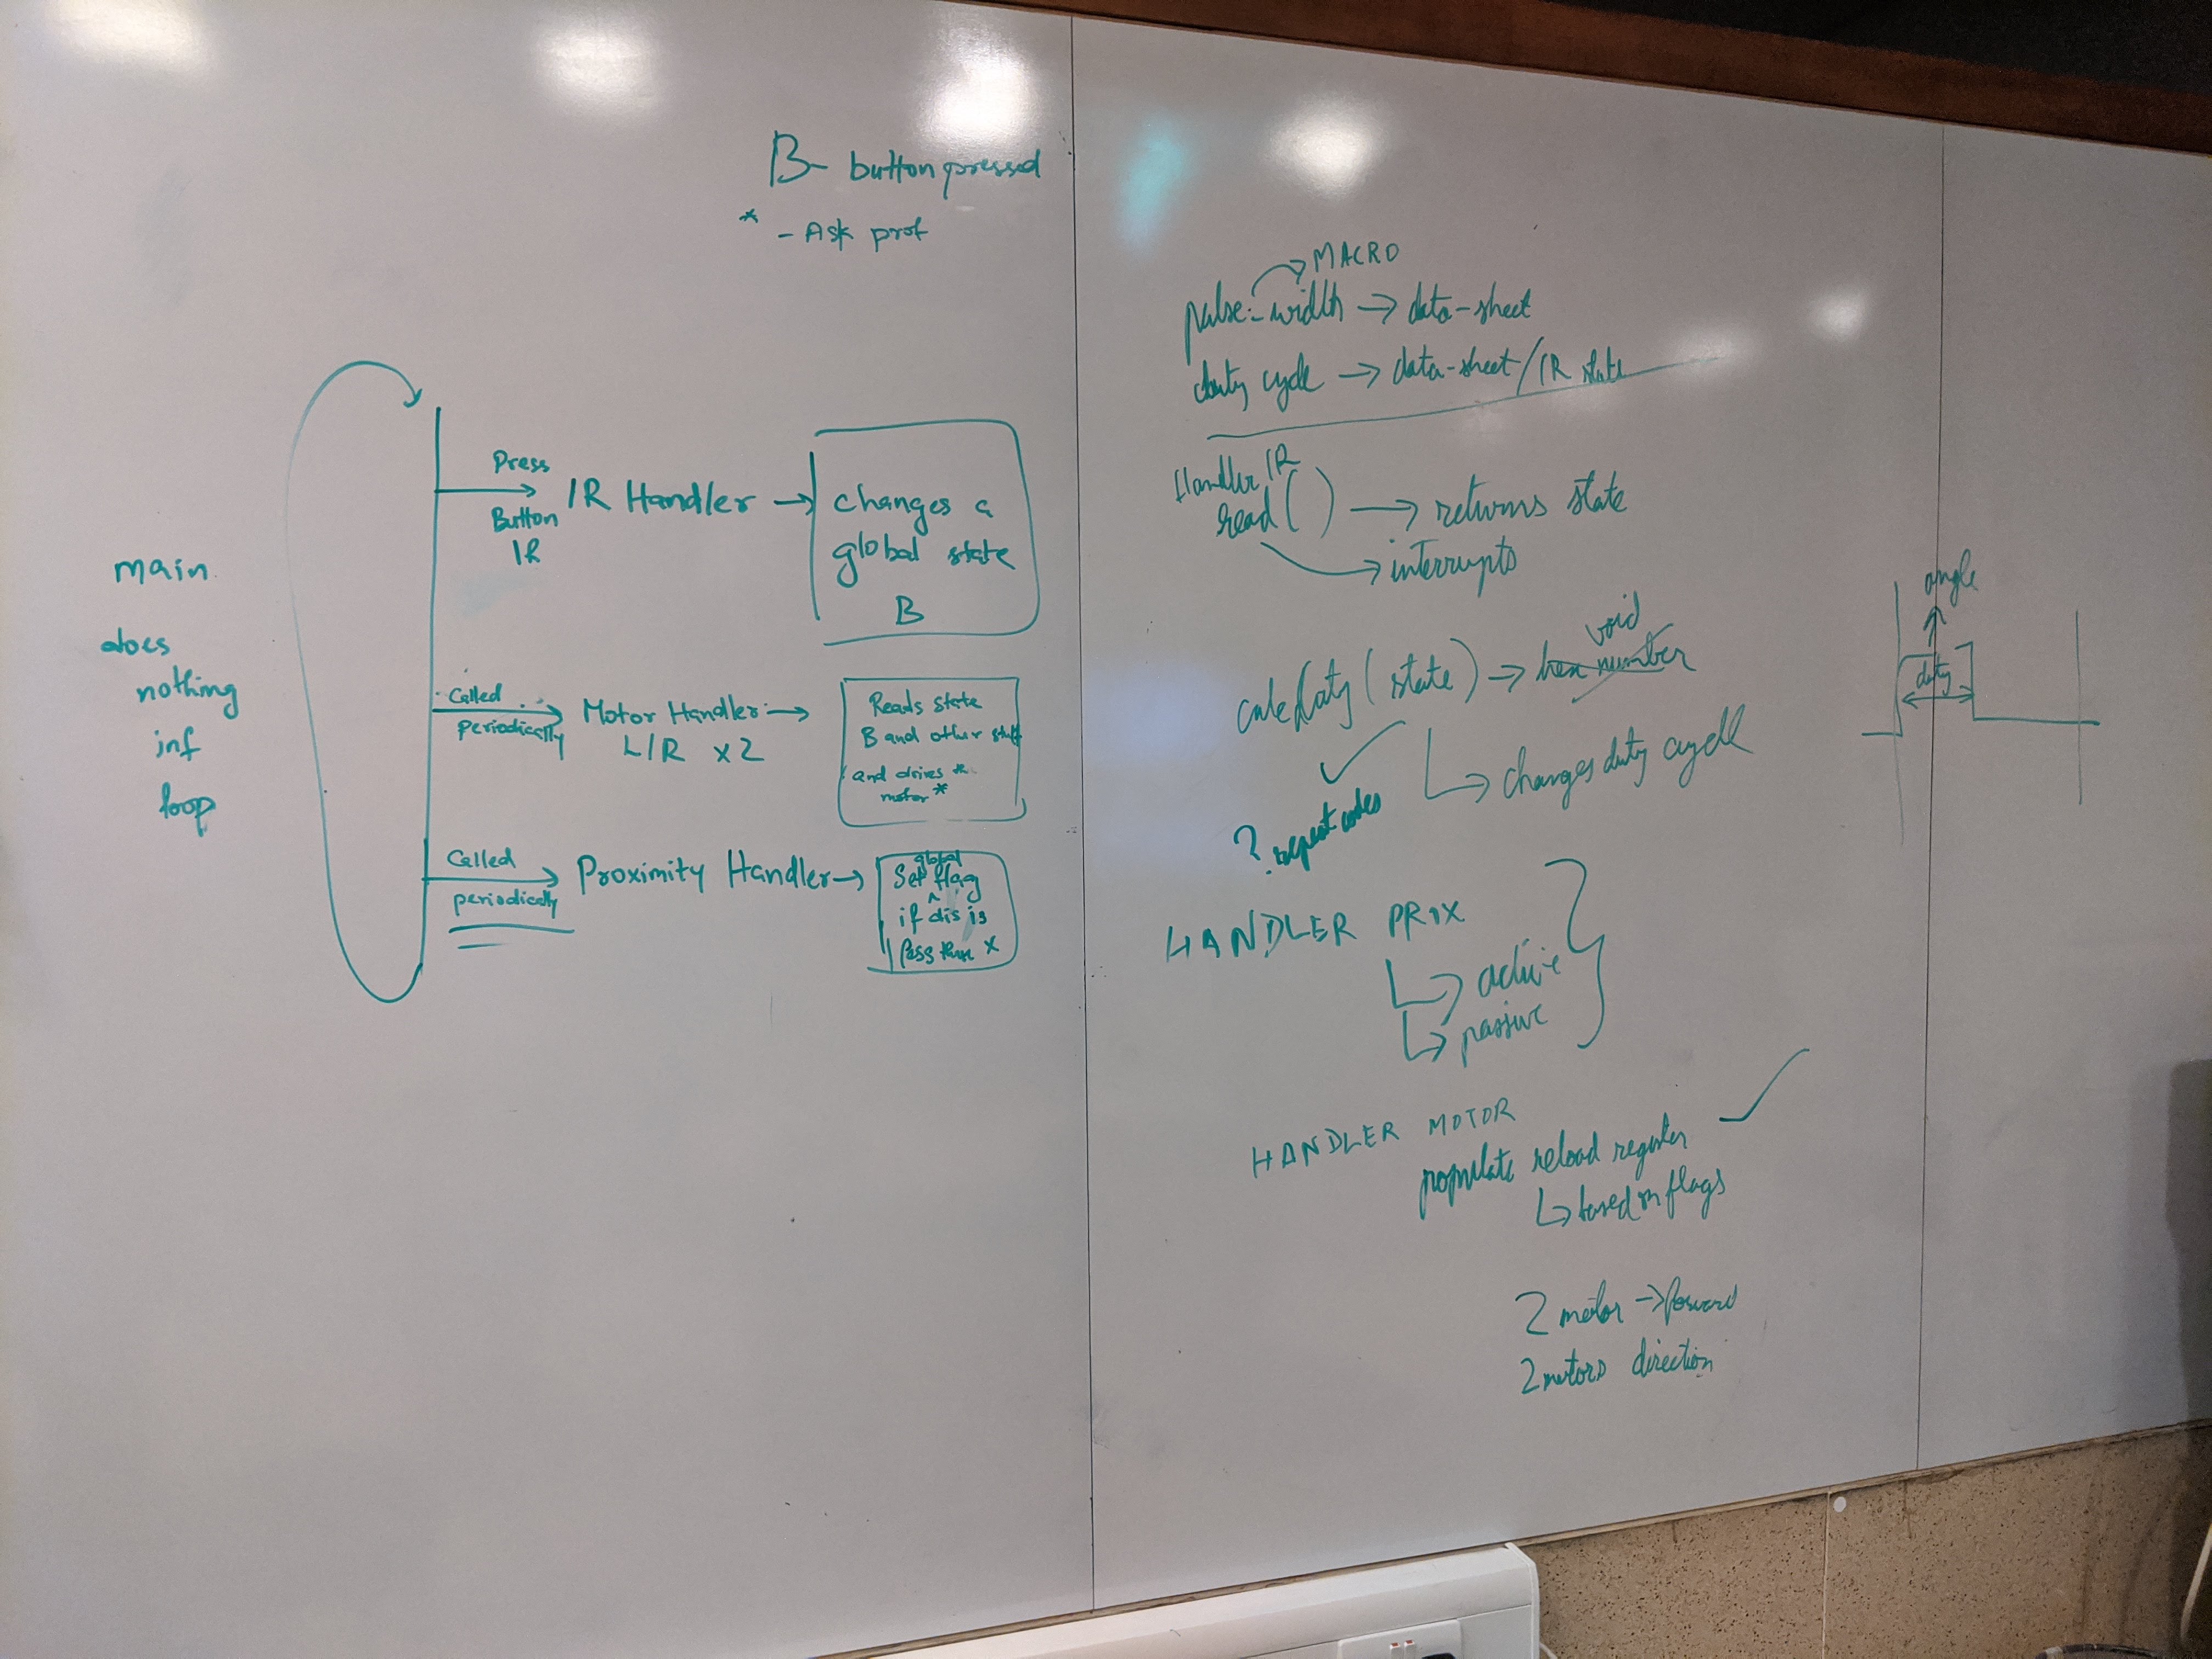 B - button pressed
* - Ask prof
main
does
nothing
inf
loop
Press
Button
IR
IR Handler →
changes a
global state
B
Called
periodically
Motor Handler →
L/R x2
Reads state
B and other stuff
and drives the
motor *
Called
periodically
Proximity Handler →
global
Set ^ flag
if dis is
less than x
MACRO
pulse-width → data-sheet
duty cycle → data-sheet/IR state
Handler IR
read( ) → returns state
→ interrupts
void
calcduty(state) → hex number
→ changes duty cycle
? repeat codes
HANDLER PROX
→ active
→ passive
HANDLER MOTOR
populate reload register
→ based on flags
2 motor → forward
2 motors direction
angle
duty